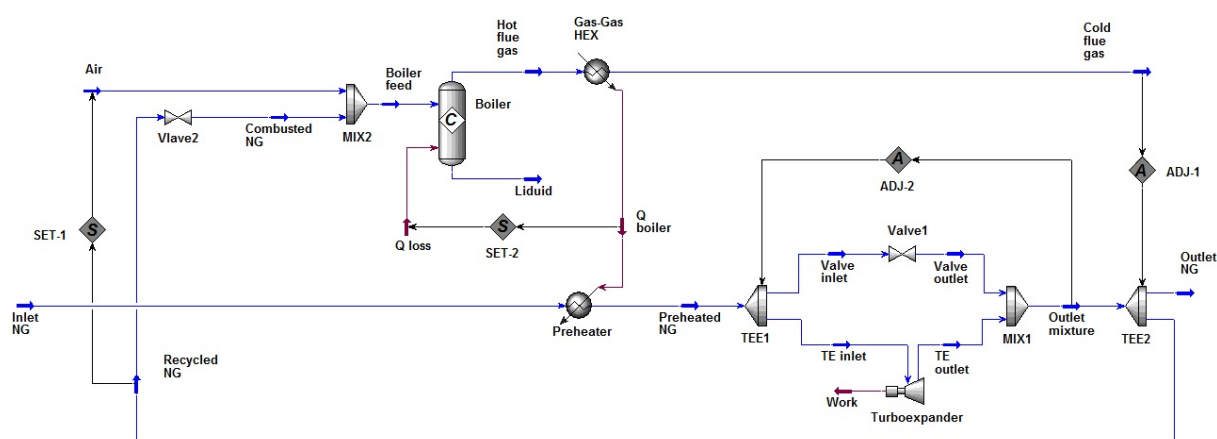 Hot
flue
gas
Gas-Gas
HEX
Cold
flue
gas
Air
Boiler
feed
Boiler
C
Vlave2
Combusted
NG
MIX2
Liduid
A
ADJ-2
A
ADJ-1
S
SET-1
S
SET-2
Q loss
Q
boiler
Valve1
Valve
inlet
Valve
outlet
Outlet
NG
Inlet
NG
Preheater
Preheated
NG
TEE1
MIX1
Outlet
mixture
TEE2
Recycled
NG
TE inlet
TE
outlet
Work
Turboexpander